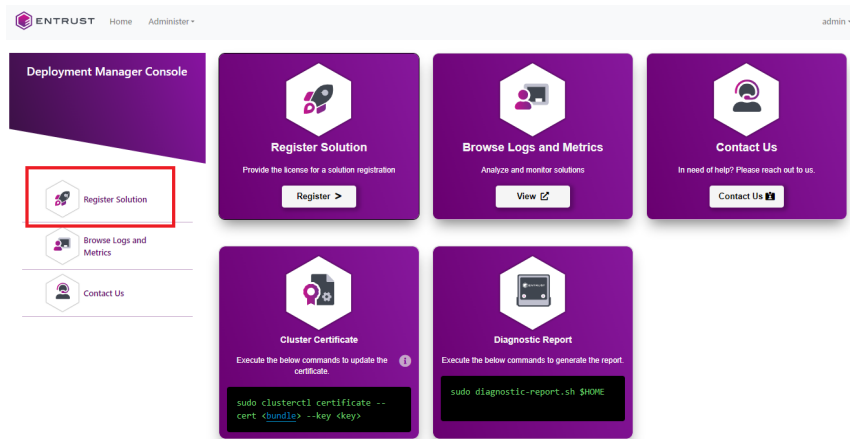 ENTRUST
Home
Administer
admin
Deployment Manager Console
Register Solution
Browse Logs and
Metrics
Contact Us
Register Solution
Provide the license for a solution registration
Register >
Browse Logs and Metrics
Analyze and monitor solutions
View
Contact Us
In need of help? Please reach out to us.
Contact Us
Cluster Certificate
Execute the below commands to update the
certificate.
sudo clusterctl certificate --
cert <bundle> --key <key>
Diagnostic Report
Execute the below commands to generate the report.
sudo diagnostic-report.sh $HOME